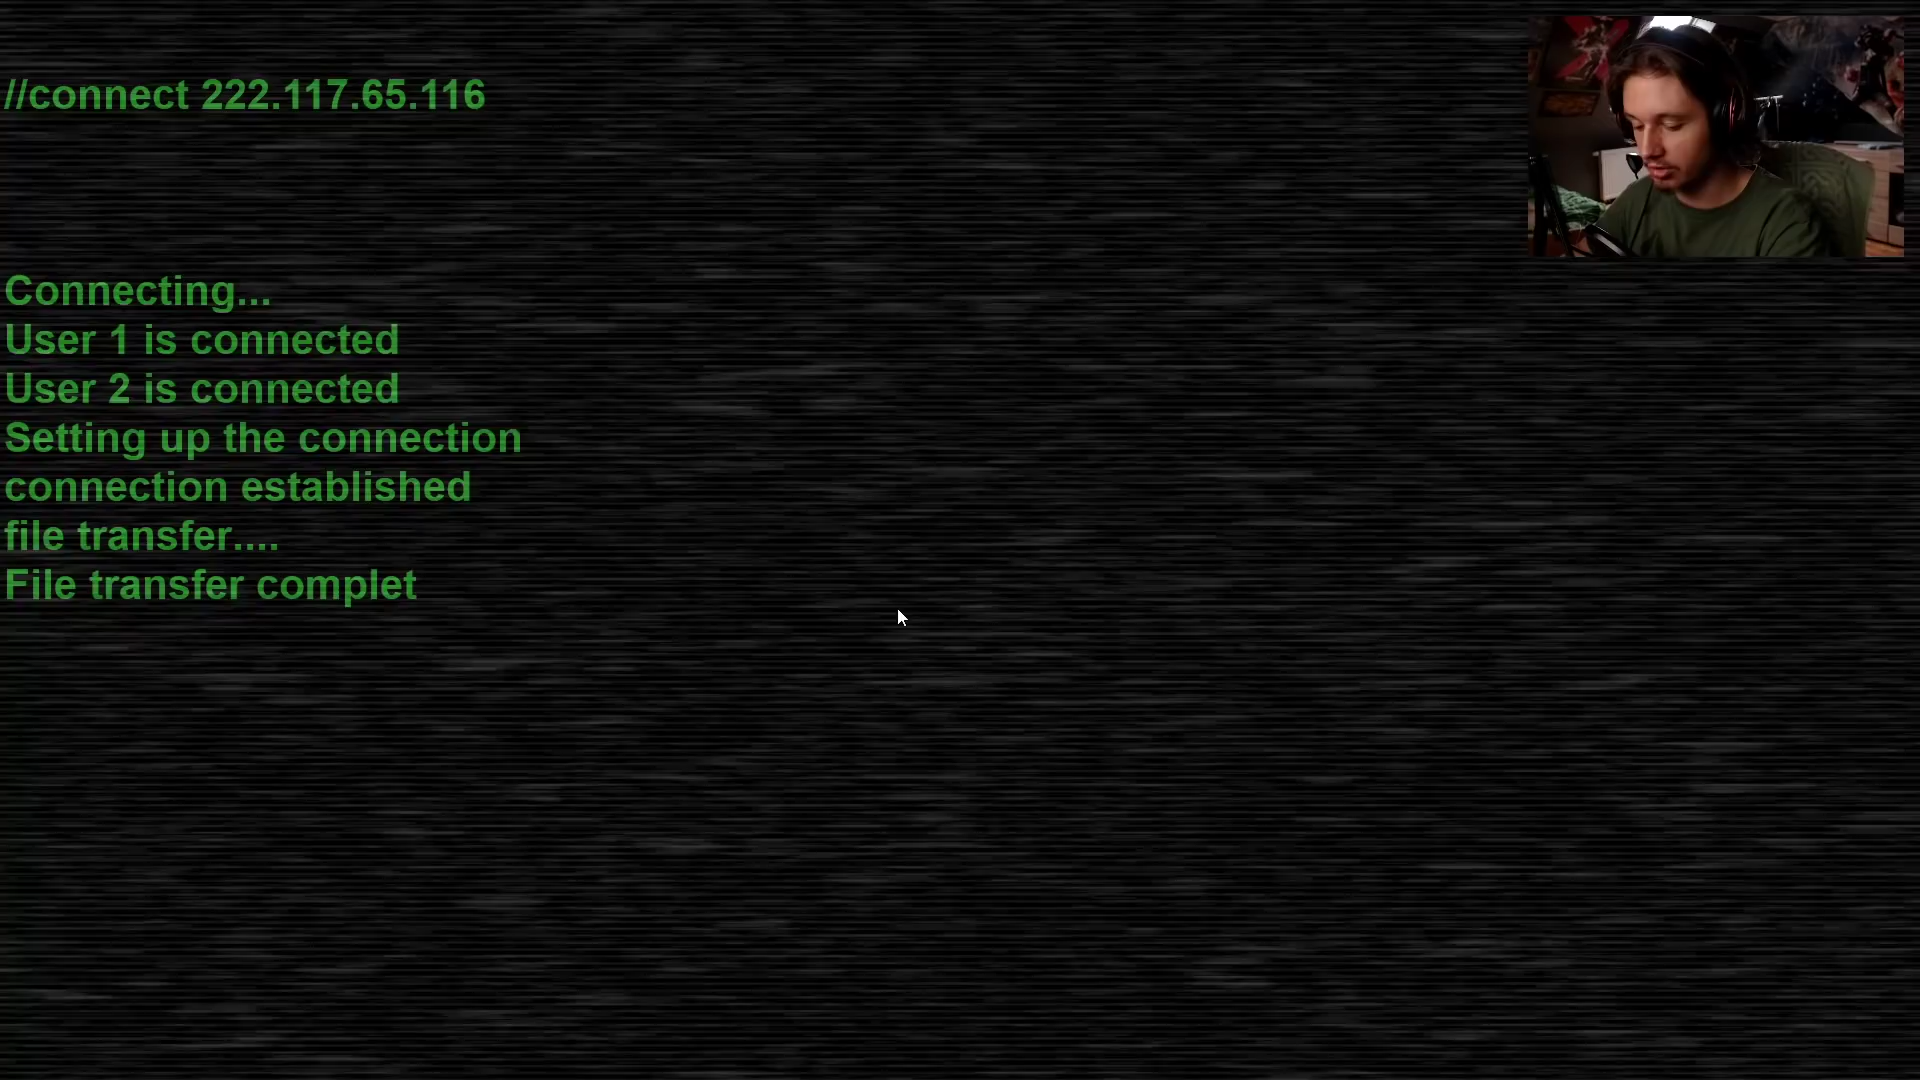 //connect 222.117.65.116
Connecting...
User 1 is connected
User 2 is connected
Setting up the connection
connection established
file transfer....
File transfer complet